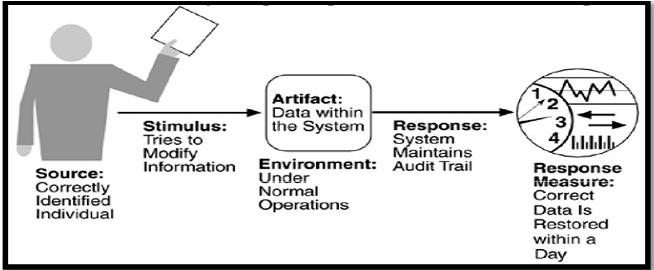 Source:
Correctly
Identified
Individual
Stimulus:
Tries to
Modify
Information
Artifact:
Data within
the System
Environment:
Under
Normal
Operations
Response:
System
Maintains
Audit Trail
1
2
3
4
Response
Measure:
Correct
Data Is
Restored
within a
Day